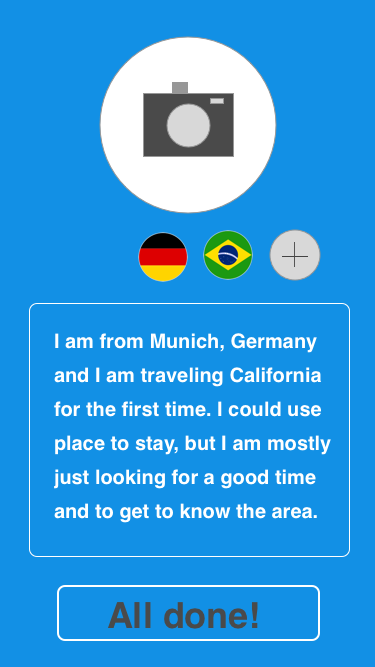 I am from Munich, Germany
and I am traveling California
for the first time. I could use
place to stay, but I am mostly
just looking for a good time
and to get to know the area.
All done!